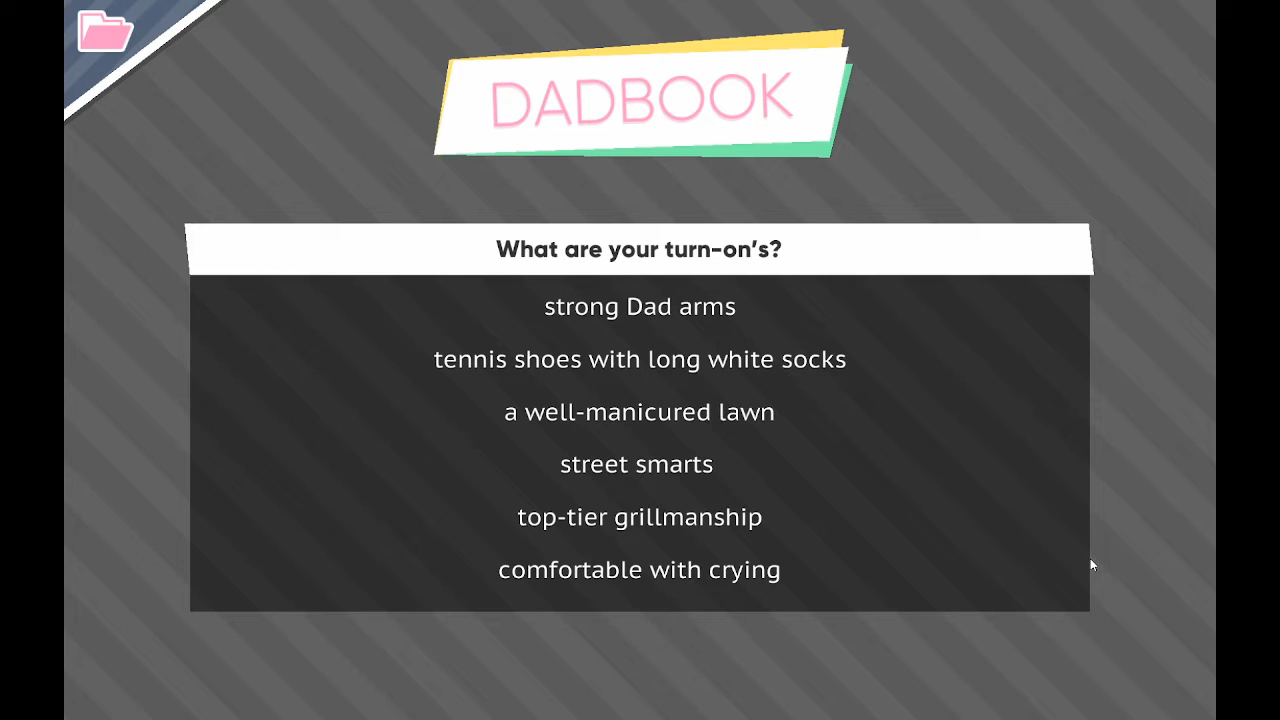 DADBOOK
What are your turn-on's?
strong Dad arms
tennis shoes with long white socks
a well-manicured lawn
street smarts
top-tier grillmanship
comfortable with crying